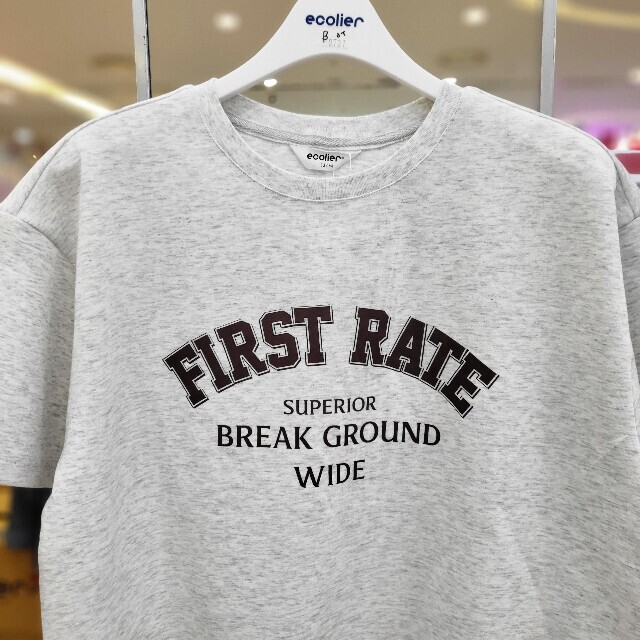 ecolier
ecolier
FIRST RATE
SUPERIOR
BREAK GROUND
WIDE